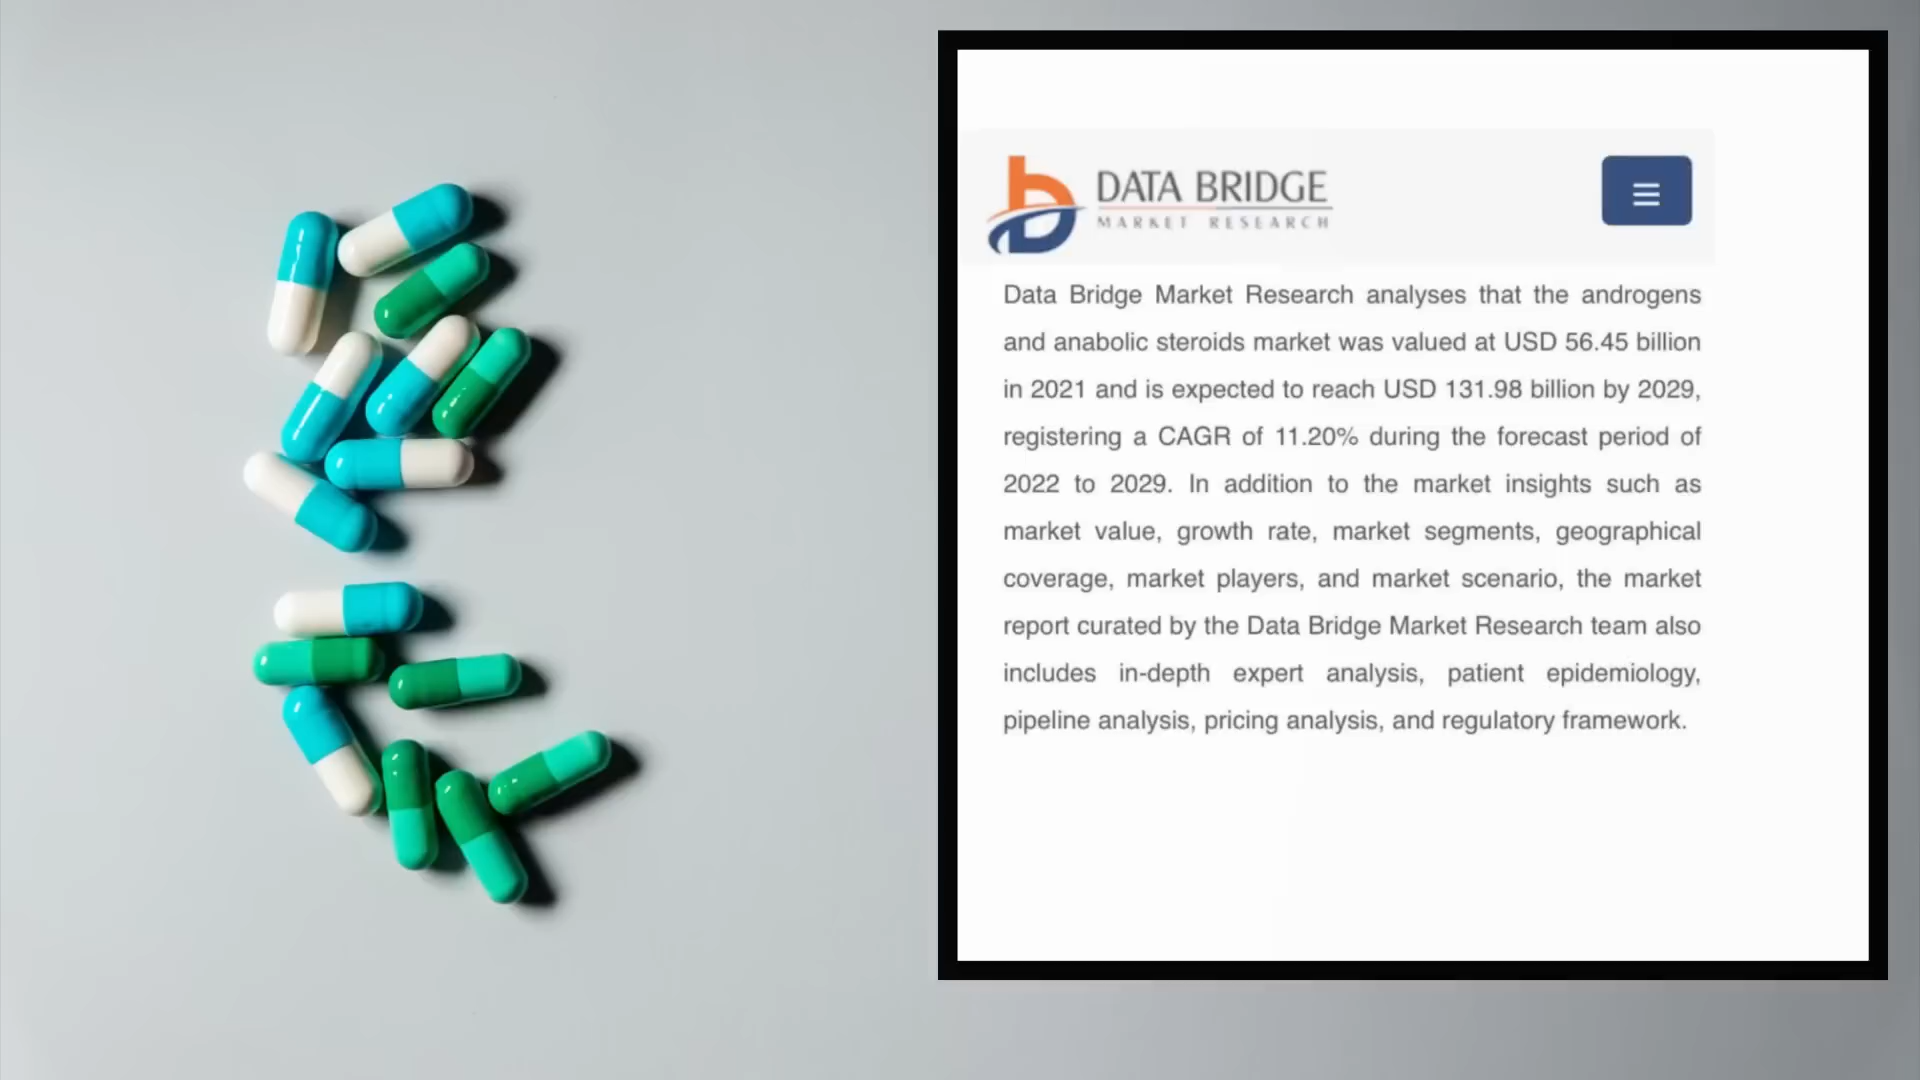 DATA BRIDGE
MARKET RESEARCH
Data Bridge Market Research analyses that the androgens
and anabolic steroids market was valued at USD 56.45 billion
in 2021 and is expected to reach USD 131.98 billion by 2029,
registering a CAGR of 11.20% during the forecast period of
2022 to 2029. In addition to the market insights such as
market value, growth rate, market segments, geographical
coverage, market players, and market scenario, the market
report curated by the Data Bridge Market Research team also
includes in-depth expert analysis, patient epidemiology,
pipeline analysis, pricing analysis, and regulatory framework.